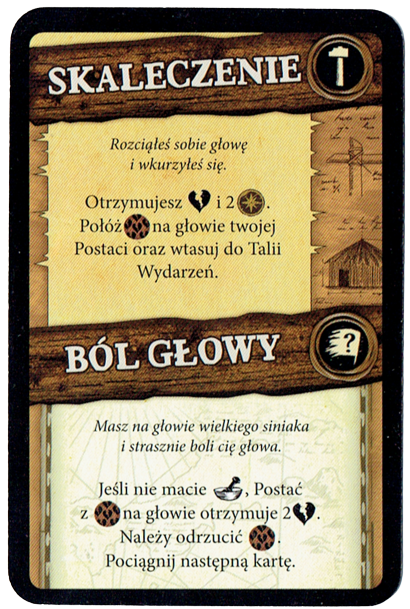 SKALECZENIE
Rozciąłeś sobie głowę
i wkurzyłeś się.
Otrzymujesz i 2 .
Połóż na głowie twojej
Postaci oraz wtasuj do Talii
Wydarzeń.
BÓL GŁOWY
?
Masz na głowie wielkiego siniaka
i strasznie boli cię głowa.
Jeśli nie macie , Postać
z na głowie otrzymuje 2 .
Należy odrzucić .
Pociągnij następną kartę.